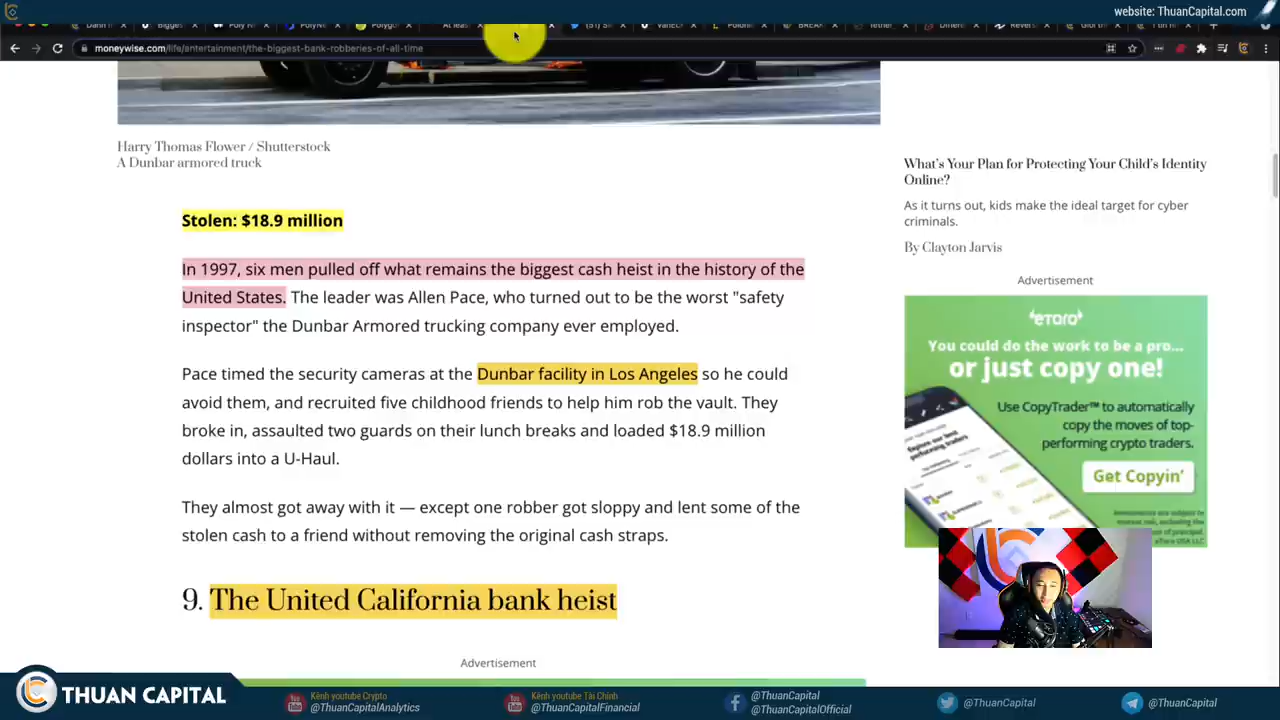 website: ThuanCapital.com
moneywise.com/life/entertainment/the-biggest-bank-robberies-of-all-time
Harry Thomas Flower / Shutterstock
A Dunbar armored truck
Stolen: $18.9 million
In 1997, six men pulled off what remains the biggest cash heist in the history of the
United States. The leader was Allen Pace, who turned out to be the worst "safety
inspector" the Dunbar Armored trucking company ever employed.
Pace timed the security cameras at the Dunbar facility in Los Angeles so he could
avoid them, and recruited five childhood friends to help him rob the vault. They
broke in, assaulted two guards on their lunch breaks and loaded $18.9 million
dollars into a U-Haul.
They almost got away with it — except one robber got sloppy and lent some of the
stolen cash to a friend without removing the original cash straps.
9. The United California bank heist
Advertisement
What's Your Plan for Protecting Your Child's Identity
Online?
As it turns out, kids make the ideal target for cyber
criminals.
By Clayton Jarvis
Advertisement
eToro
You could do the work to be a pro...
or just copy one!
Use CopyTrader™ to automatically
copy the moves of top-
performing crypto traders.
Get Copyin'
THUAN CAPITAL
Kênh youtube Crypto
@ThuanCapitalAnalytics
Kênh youtube Tài Chính
@ThuanCapitalFinancial
@ThuanCapital
@ThuanCapitalOfficial
@ThuanCapital
@ThuanCapital